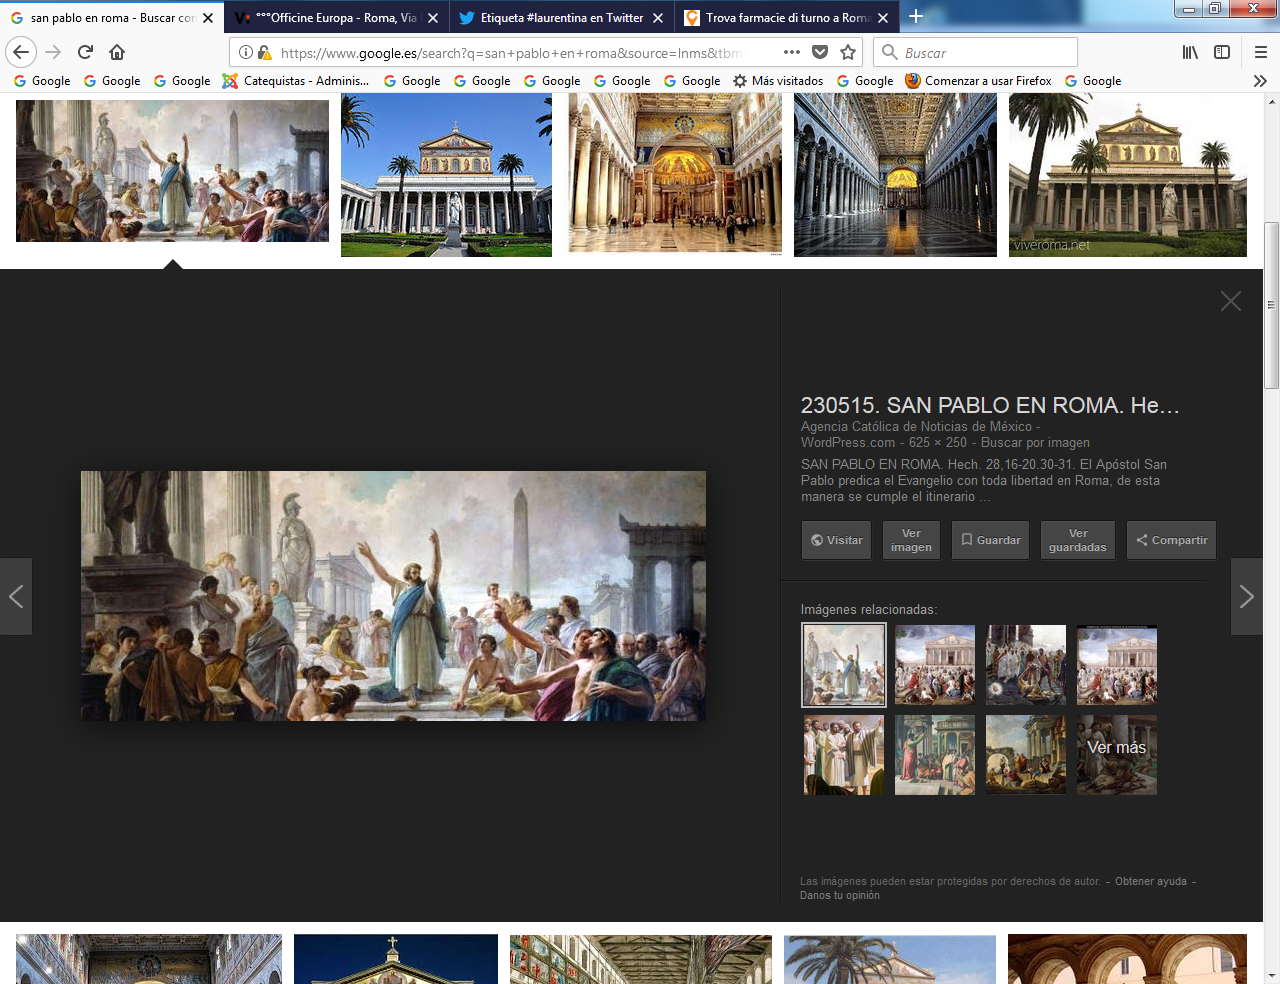 san pablo en roma - Buscar con
°°°Officine Europa - Roma, Via
Etiqueta #laurentina en Twitter
Trova farmacie di turno a Roma
https://www.google.es/search?q=san+pablo+en+roma&source=lnms&tbm
Buscar
Google
Google
Google
Catequistas - Adminis...
Google
Google
Google
Google
Google
Más visitados
Google
Comenzar a usar Firefox
Google
viveroma.net
230515. SAN PABLO EN ROMA. He...
Agencia Católica de Noticias de México -
WordPress.com - 625 × 250 - Buscar por imagen
SAN PABLO EN ROMA. Hech. 28,16-20.30-31. El Apóstol San
Pablo predica el Evangelio con toda libertad en Roma, de esta
manera se cumple el itinerario ...
Visitar
Ver
imagen
Guardar
Ver
guardadas
Compartir
Imágenes relacionadas:
Ver más
Las imágenes pueden estar protegidas por derechos de autor. - Obtener ayuda -
Danos tu opinión